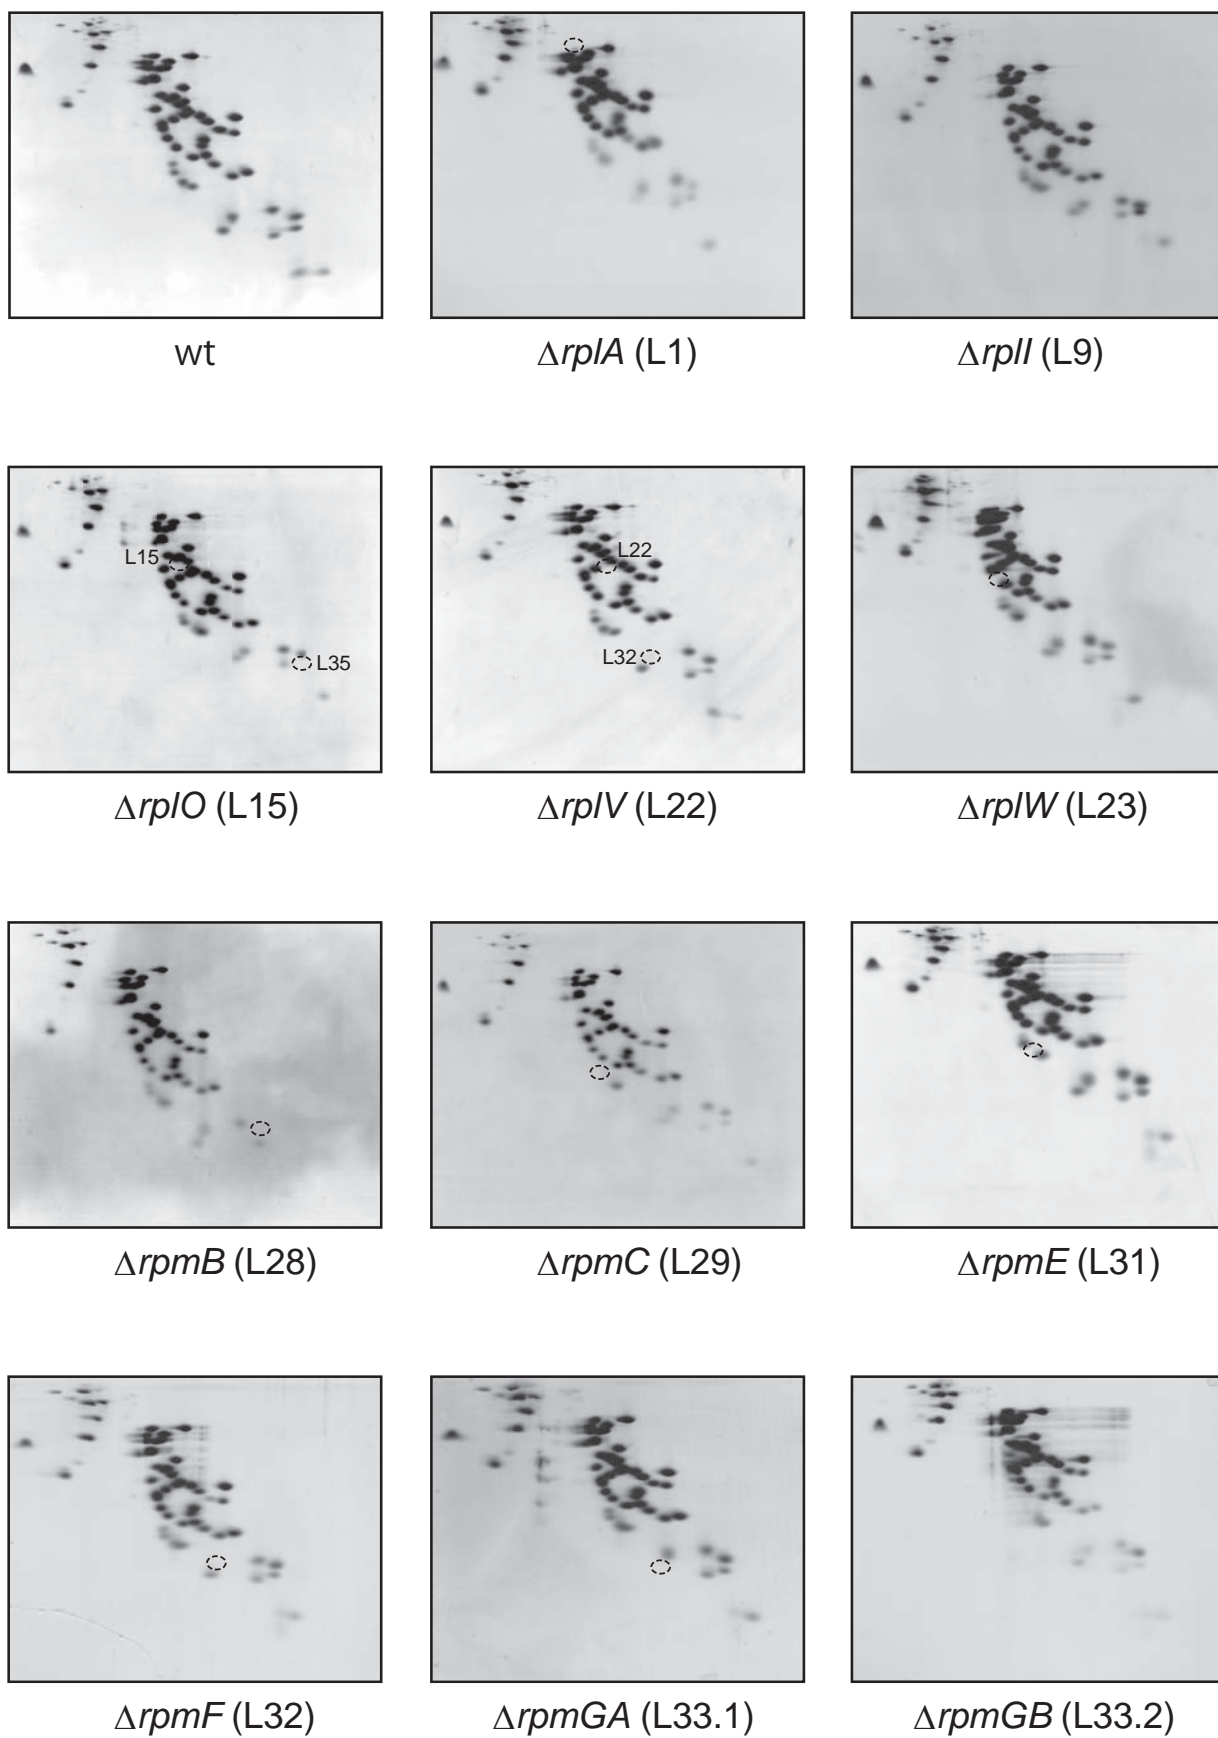 wt
ΔrplA (L1)
ΔrplI (L9)
L15
L35
ΔrplO (L15)
L22
L32
ΔrplV (L22)
ΔrplW (L23)
ΔrpmB (L28)
ΔrpmC (L29)
ΔrpmE (L31)
ΔrpmF (L32)
ΔrpmGA (L33.1)
ΔrpmGB (L33.2)